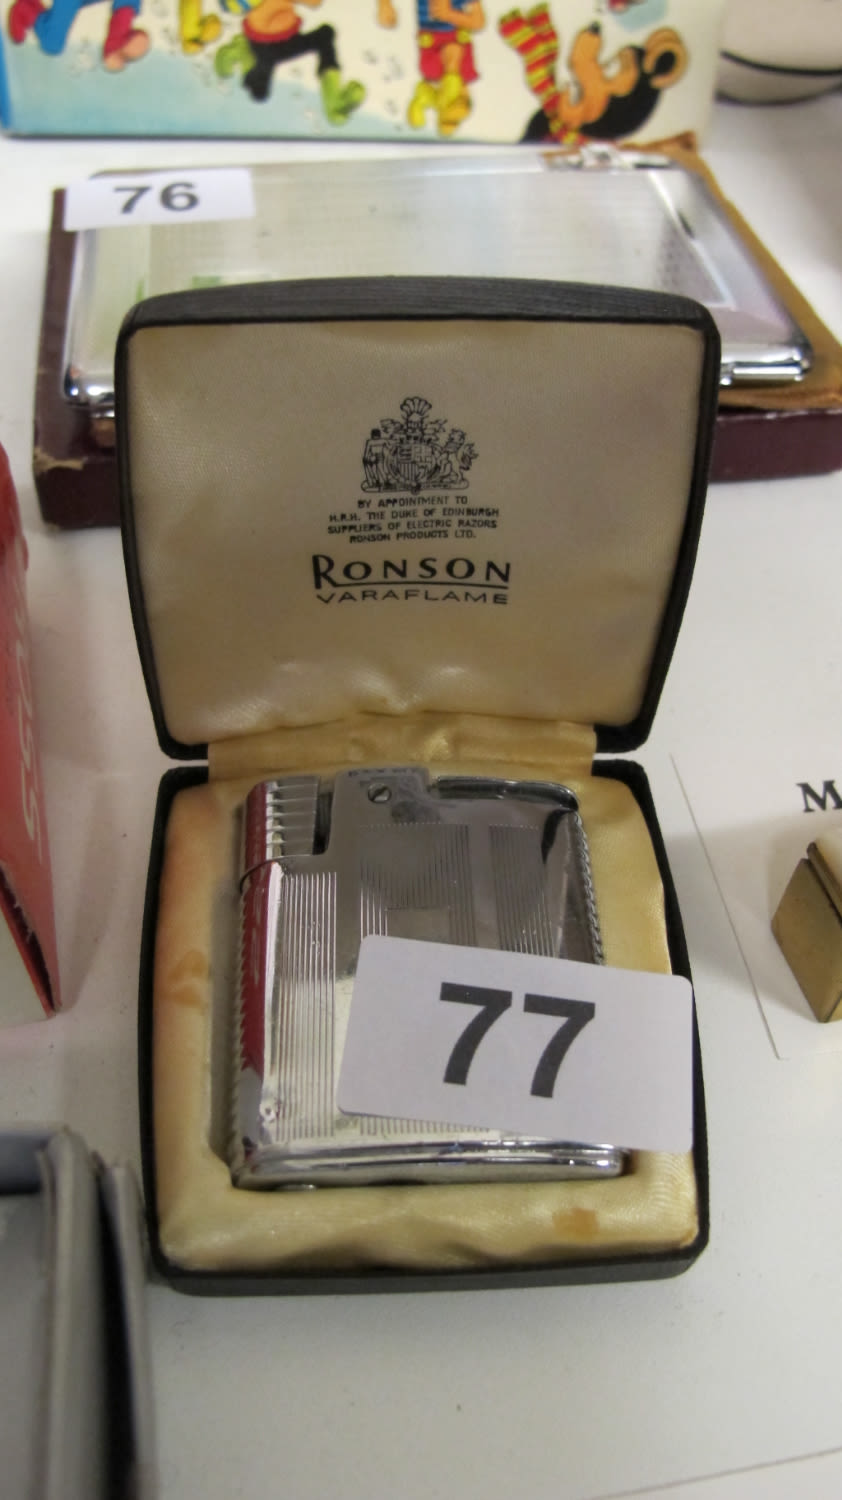 76
BY APPOINTMENT TO
H.R.H. THE DUKE OF EDINBURGH
SUPPLIERS OF ELECTRIC RAZORS
RONSON PRODUCTS LTD.
RONSON
VARAFLAME
77
M